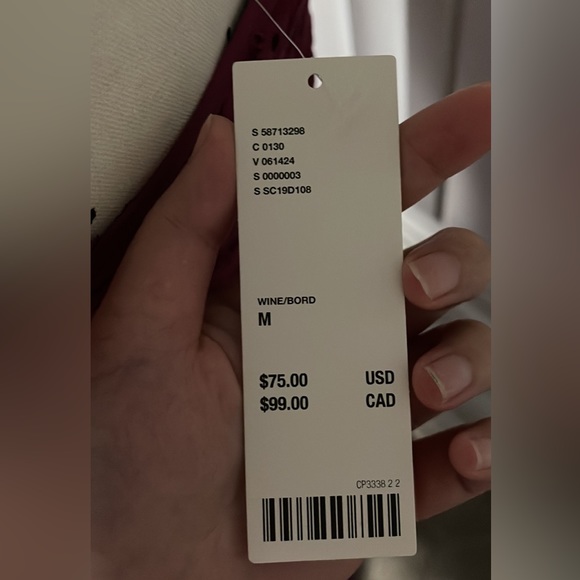 S 58713298
C 0130
V 061424
S 0000003
S SC19D108
WINE/BORD
M
$75.00 USD
$99.00 CAD
CP3338 2 2